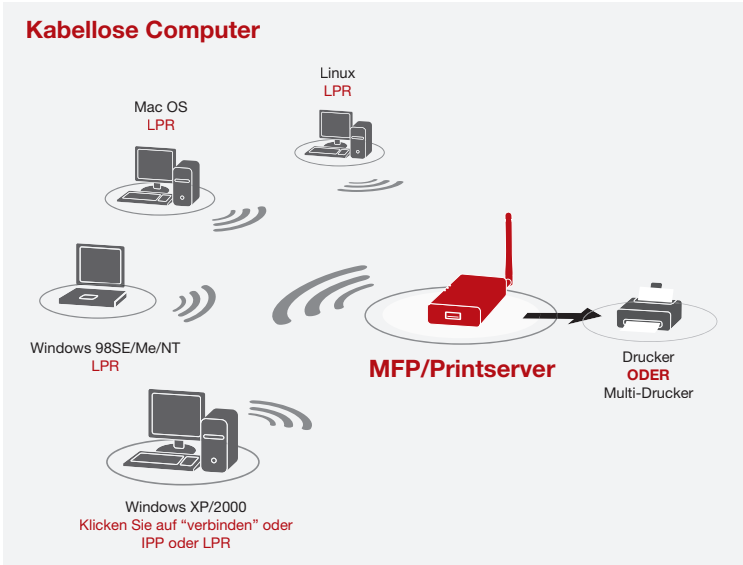 Kabellose Computer
Linux
LPR
Mac OS
LPR
Windows 98SE/Me/NT
LPR
MFP/Printserver
Drucker
ODER
Multi-Drucker
Windows XP/2000
Klicken Sie auf “verbinden” oder
IPP oder LPR